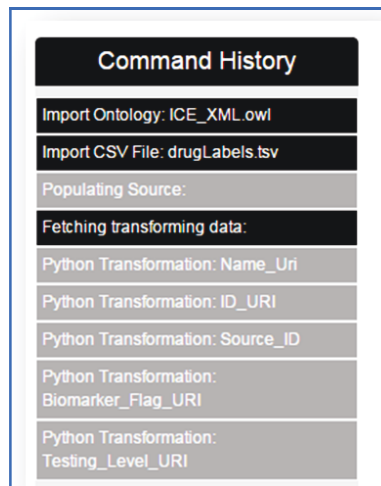 Command History
Import Ontology: ICE_XML.owl
Import CSV File: drugLabels.tsv
Populating Source:
Fetching transforming data:
Python Transformation: Name_Uri
Python Transformation: ID_URI
Python Transformation: Source_ID
Python Transformation:
Biomarker_Flag_URI
Python Transformation:
Testing_Level_URI